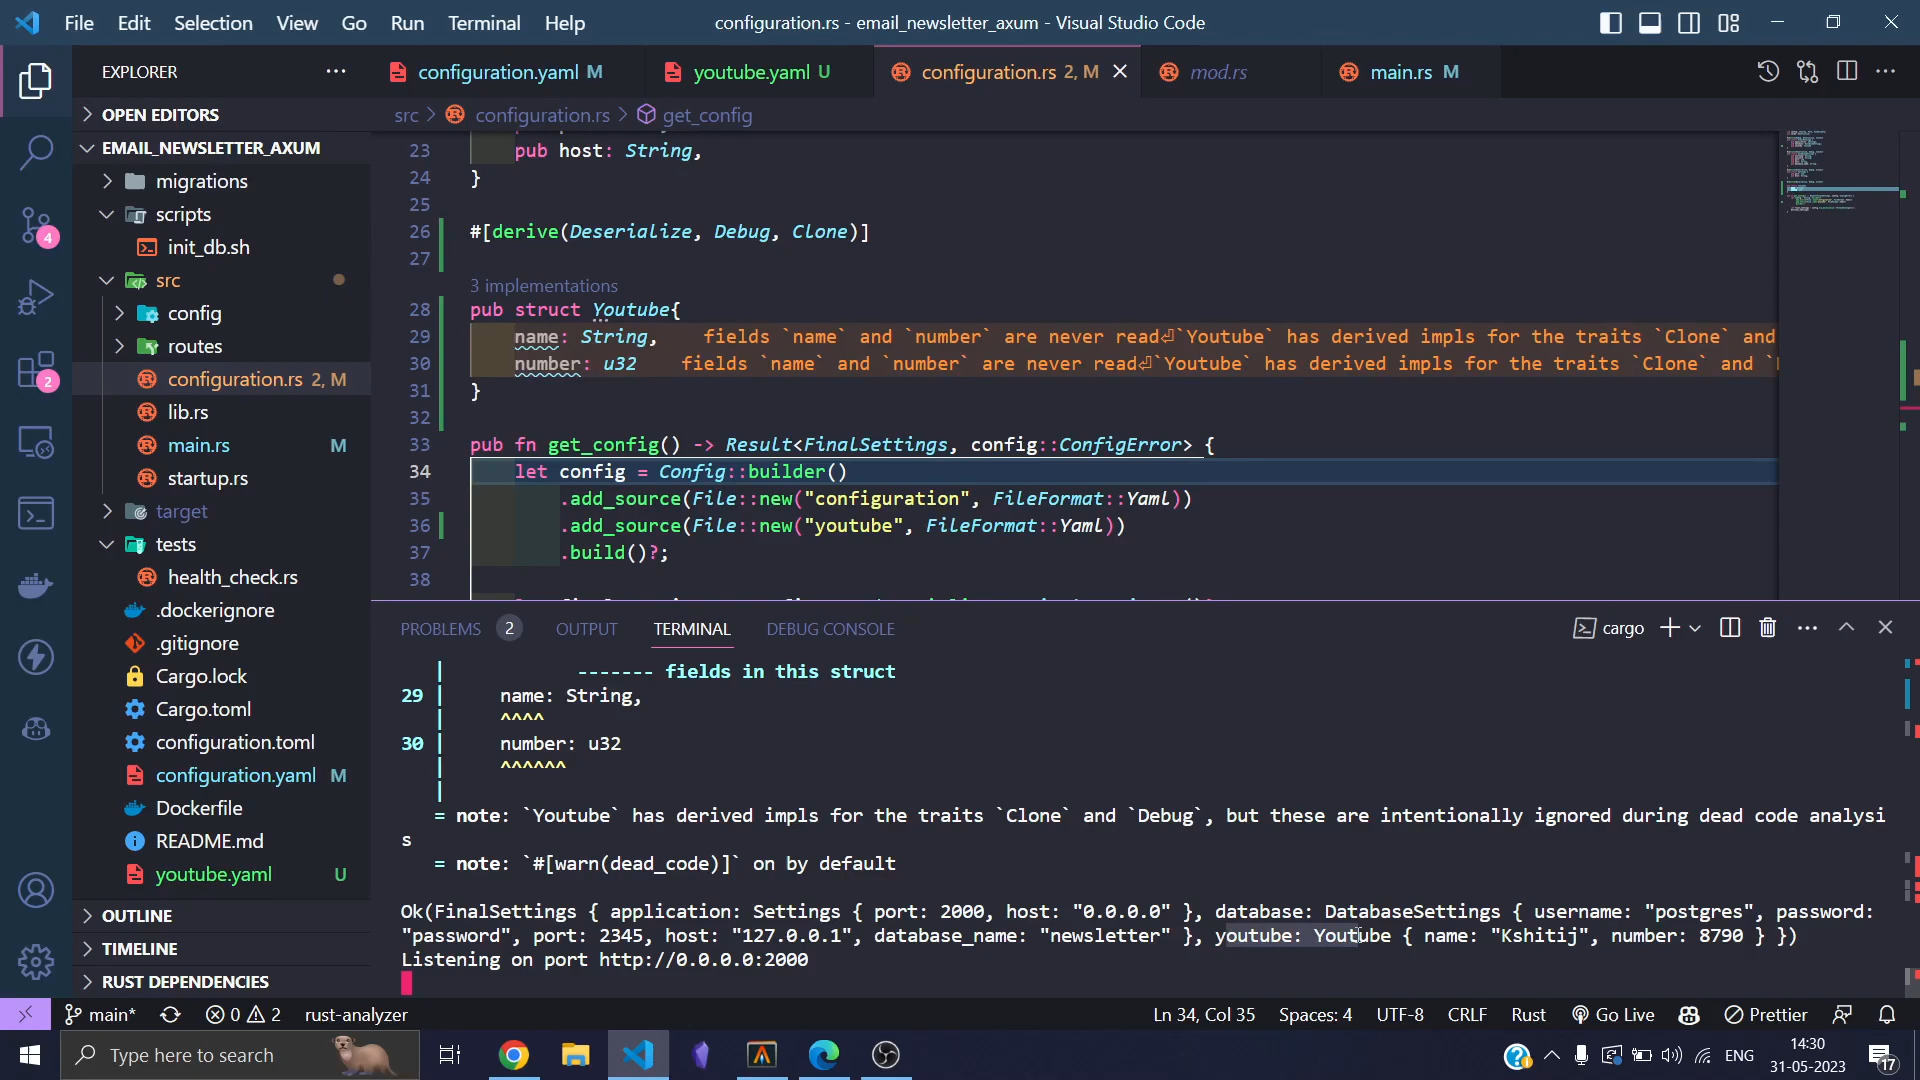 File Edit Selection View Go Run Terminal Help
configuration.rs - email_newsletter_axum - Visual Studio Code
EXPLORER
OPEN EDITORS
EMAIL_NEWSLETTER_AXUM
migrations
scripts
init_db.sh
src
config
routes
configuration.rs 2, M
lib.rs
main.rs M
startup.rs
target
tests
health_check.rs
.dockerignore
.gitignore
Cargo.lock
Cargo.toml
configuration.toml
configuration.yaml M
Dockerfile
README.md
youtube.yaml U
OUTLINE
TIMELINE
RUST DEPENDENCIES
4
2
configuration.yaml M youtube.yaml U configuration.rs 2, M mod.rs main.rs M
src > configuration.rs > get_config
23 pub host: String,
24 }
25
26 #[derive(Deserialize, Debug, Clone)]
27
3 implementations
28 pub struct Youtube{
29 name: String, fields `name` and `number` are never read⏎`Youtube` has derived impls for the traits `Clone` and
30 number: u32 fields `name` and `number` are never read⏎`Youtube` has derived impls for the traits `Clone` and `
31 }
32
33 pub fn get_config() -> Result<FinalSettings, config::ConfigError> {
34 let config = Config::builder()
35 .add_source(File::new("configuration", FileFormat::Yaml))
36 .add_source(File::new("youtube", FileFormat::Yaml))
37 .build()?;
38
PROBLEMS 2 OUTPUT TERMINAL DEBUG CONSOLE
cargo
| ------- fields in this struct
29 | name: String,
| ^^^^
30 | number: u32
| ^^^^^^
|
= note: `Youtube` has derived impls for the traits `Clone` and `Debug`, but these are intentionally ignored during dead code analysi
s
= note: `#[warn(dead_code)]` on by default
Ok(FinalSettings { application: Settings { port: 2000, host: "0.0.0.0" }, database: DatabaseSettings { username: "postgres", password:
"password", port: 2345, host: "127.0.0.1", database_name: "newsletter" }, youtube: Youtube { name: "Kshitij", number: 8790 } })
Listening on port http://0.0.0.0:2000
main* 0 2 rust-analyzer
Ln 34, Col 35 Spaces: 4 UTF-8 CRLF Rust Go Live Prettier
Type here to search
ENG
14:30
31-05-2023
17